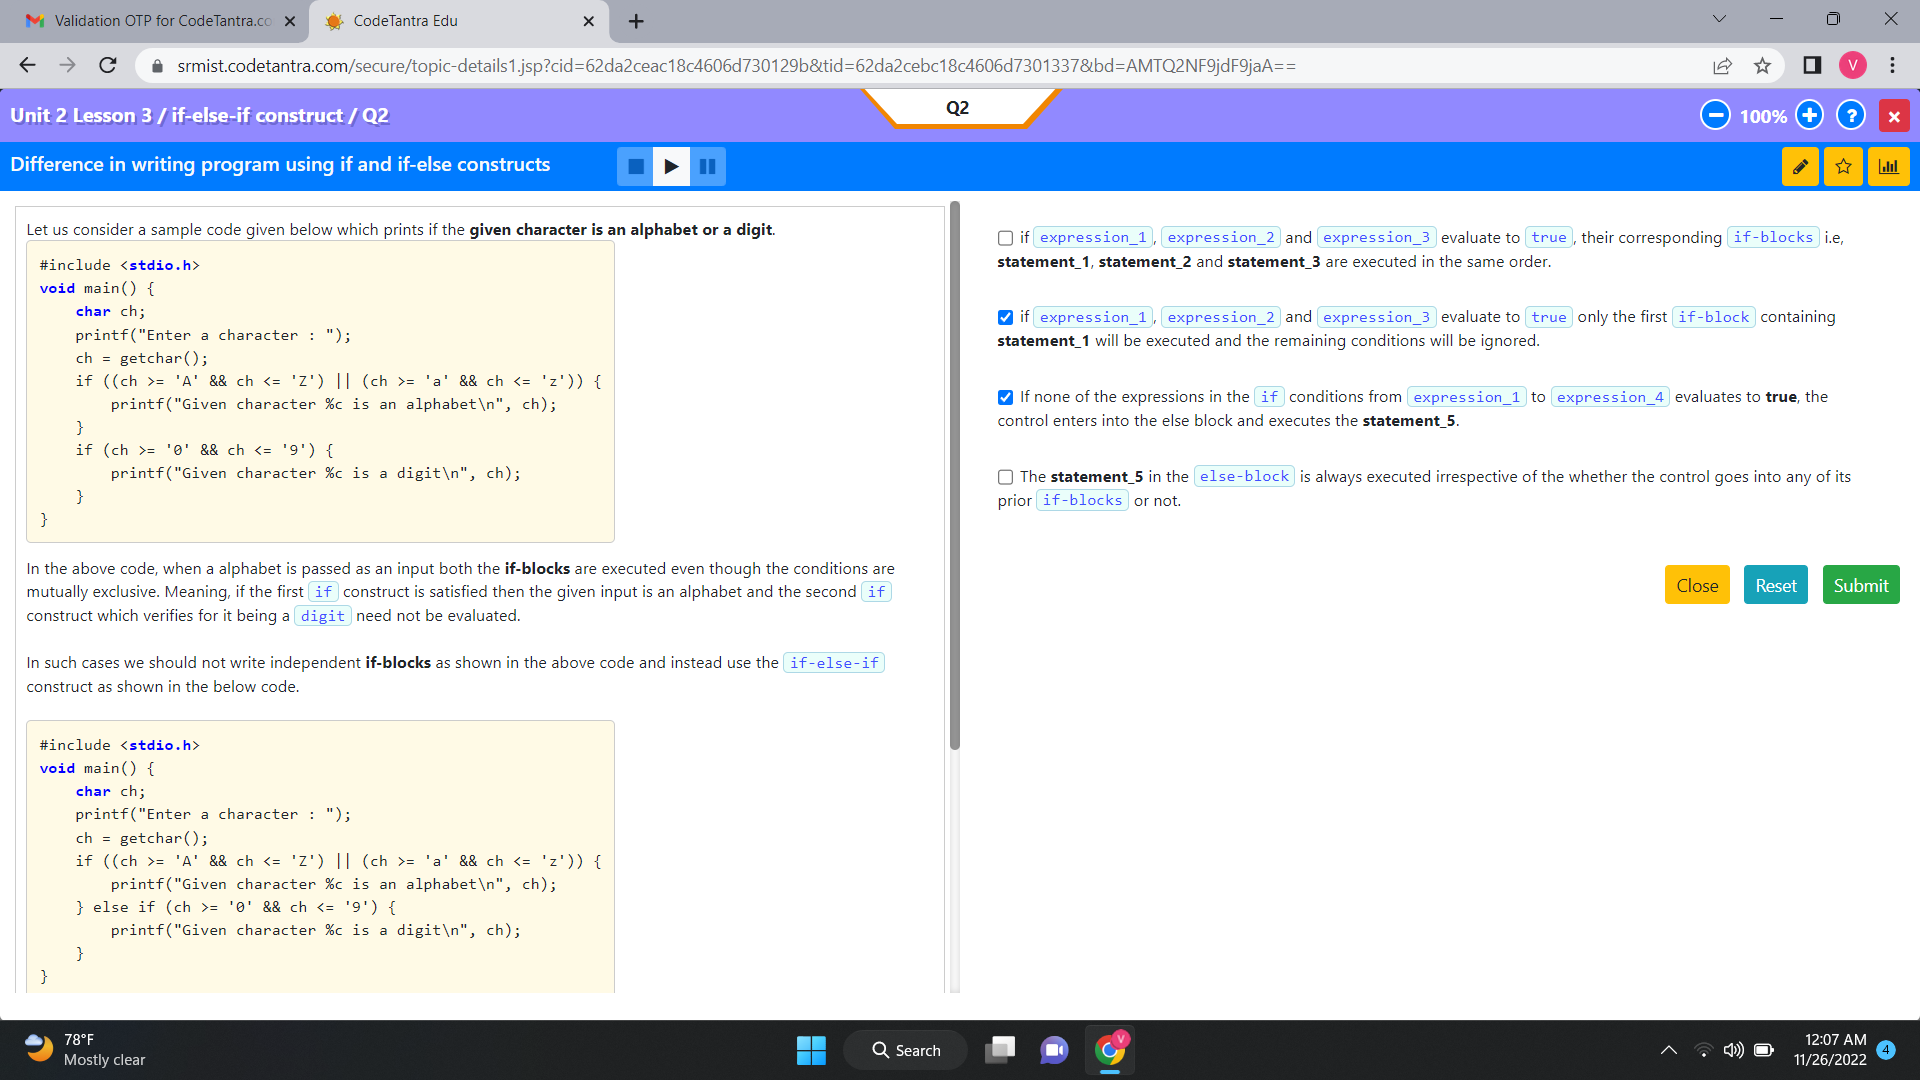 Validation OTP for CodeTantra.co
CodeTantra Edu
srmist.codetantra.com/secure/topic-details1.jsp?cid=62da2ceac18c4606d730129b&tid=62da2cebc18c4606d7301337&bd=AMTQ2NF9jdF9jaA==
V
Unit 2 Lesson 3 / if-else-if construct / Q2
Q2
100%
?
Difference in writing program using if and if-else constructs
Let us consider a sample code given below which prints if the given character is an alphabet or a digit.
#include <stdio.h>
void main() {
    char ch;
    printf("Enter a character : ");
    ch = getchar();
    if ((ch >= 'A' && ch <= 'Z') || (ch >= 'a' && ch <= 'z')) {
        printf("Given character %c is an alphabet\n", ch);
    }
    if (ch >= '0' && ch <= '9') {
        printf("Given character %c is a digit\n", ch);
    }
}
In the above code, when a alphabet is passed as an input both the if-blocks are executed even though the conditions are
mutually exclusive. Meaning, if the first if construct is satisfied then the given input is an alphabet and the second if
construct which verifies for it being a digit need not be evaluated.
In such cases we should not write independent if-blocks as shown in the above code and instead use the if-else-if
construct as shown in the below code.
#include <stdio.h>
void main() {
    char ch;
    printf("Enter a character : ");
    ch = getchar();
    if ((ch >= 'A' && ch <= 'Z') || (ch >= 'a' && ch <= 'z')) {
        printf("Given character %c is an alphabet\n", ch);
    } else if (ch >= '0' && ch <= '9') {
        printf("Given character %c is a digit\n", ch);
    }
}
if expression_1, expression_2 and expression_3 evaluate to true, their corresponding if-blocks i.e,
statement_1, statement_2 and statement_3 are executed in the same order.
if expression_1, expression_2 and expression_3 evaluate to true only the first if-block containing
statement_1 will be executed and the remaining conditions will be ignored.
If none of the expressions in the if conditions from expression_1 to expression_4 evaluates to true, the
control enters into the else block and executes the statement_5.
The statement_5 in the else-block is always executed irrespective of the whether the control goes into any of its
prior if-blocks or not.
Close
Reset
Submit
78°F
Mostly clear
Search
V
12:07 AM
11/26/2022
4